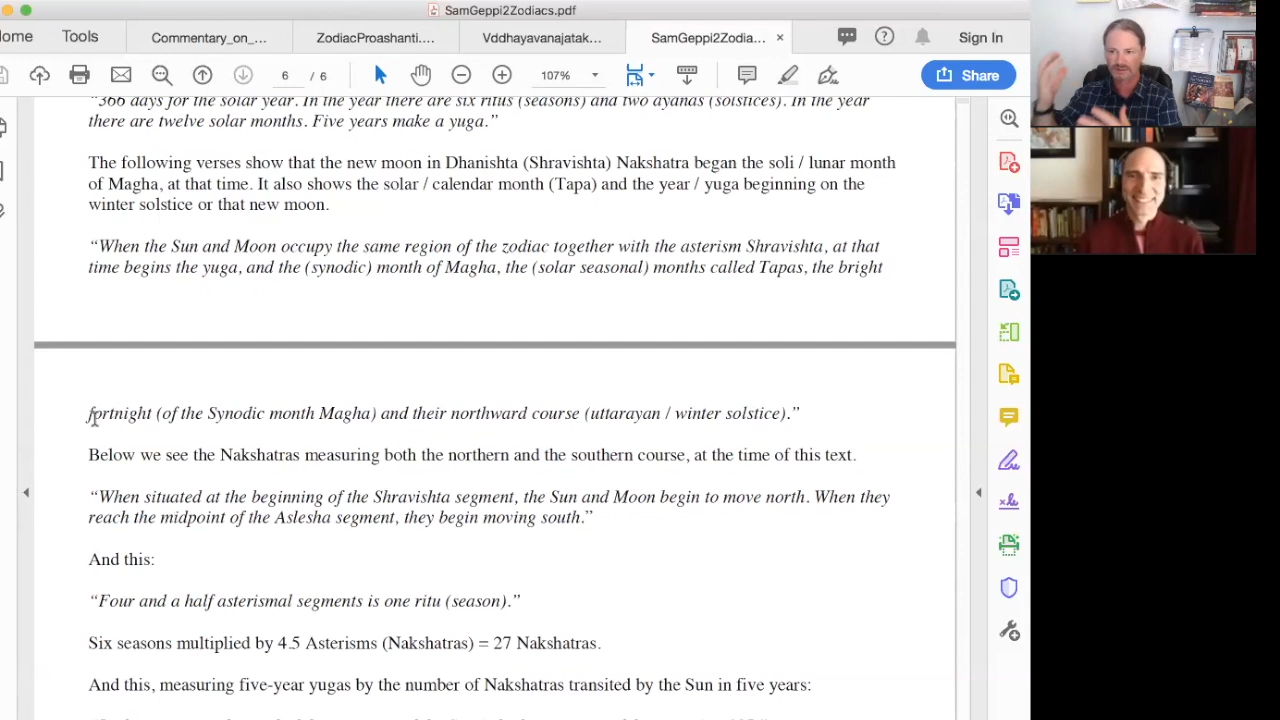 SamGeppi2Zodiacs.pdf
ome
Tools
Commentary_on_...
ZodiacProashanti....
Vidhayavanajatak...
SamGeppi2Zodia...
Sign In
6 / 6
107%
Share
"366 days for the solar year. In the year there are six ritus (seasons) and two ayanas (solstices). In the year
there are twelve solar months. Five years make a yuga."
The following verses show that the new moon in Dhanishta (Shravishta) Nakshatra began the soli / lunar month
of Magha, at that time. It also shows the solar / calendar month (Tapa) and the year / yuga beginning on the
winter solstice or that new moon.
"When the Sun and Moon occupy the same region of the zodiac together with the asterism Shravishta, at that
time begins the yuga, and the (synodic) month of Magha, the (solar seasonal) months called Tapas, the bright
fortnight (of the Synodic month Magha) and their northward course (uttarayan / winter solstice)."
Below we see the Nakshatras measuring both the northern and the southern course, at the time of this text.
"When situated at the beginning of the Shravishta segment, the Sun and Moon begin to move north. When they
reach the midpoint of the Aslesha segment, they begin moving south."
And this:
"Four and a half asterismal segments is one ritu (season)."
Six seasons multiplied by 4.5 Asterisms (Nakshatras) = 27 Nakshatras.
And this, measuring five-year yugas by the number of Nakshatras transited by the Sun in five years: